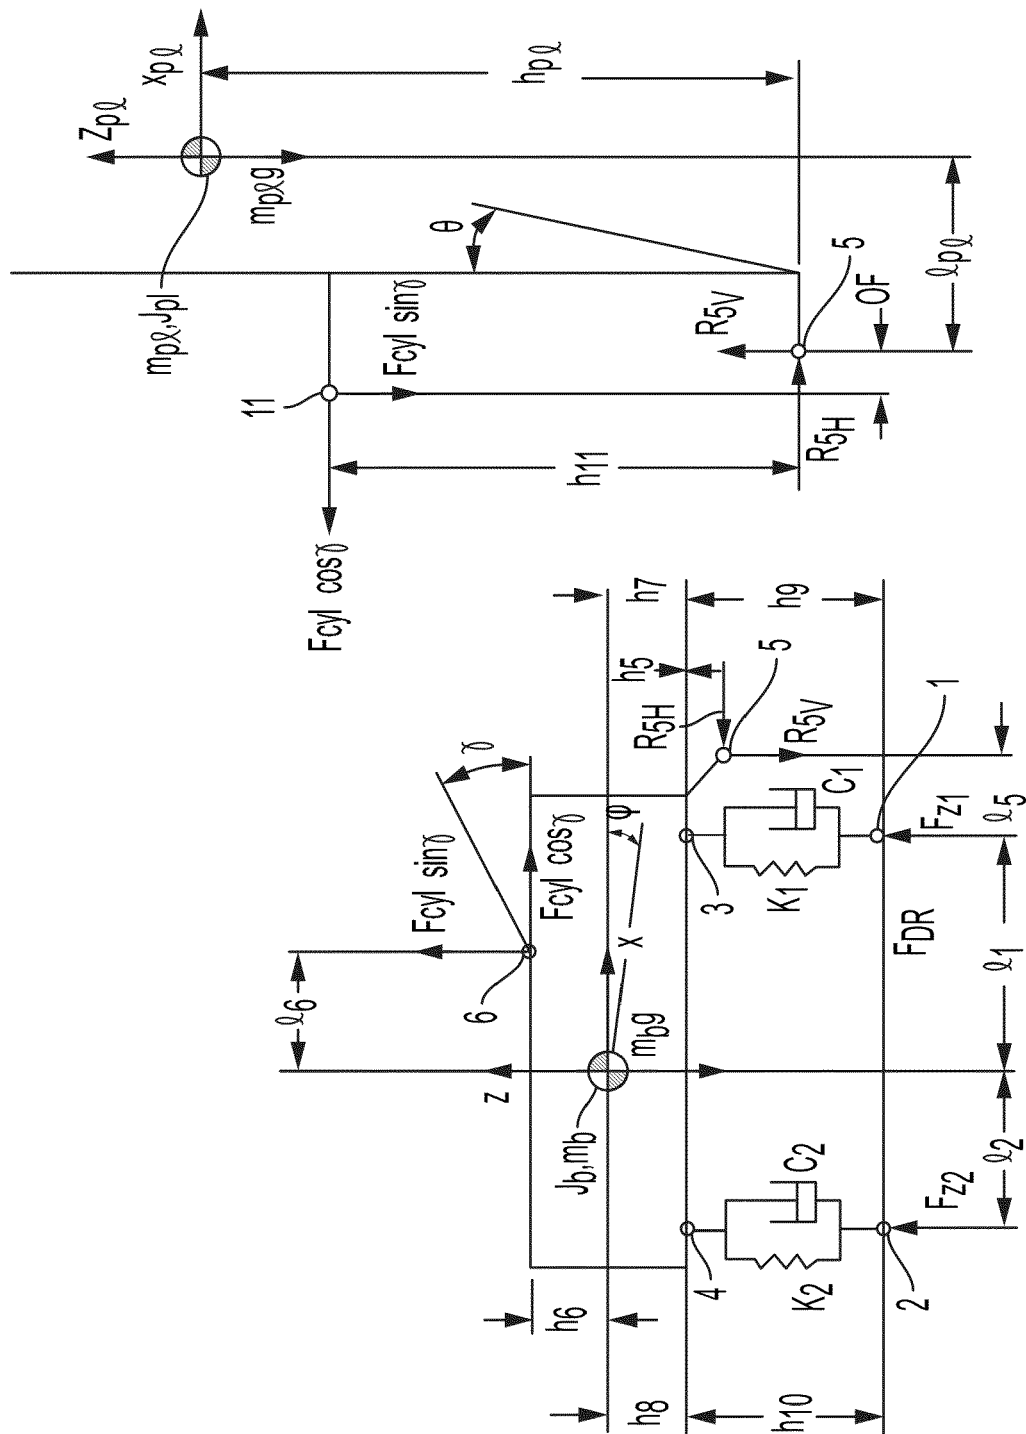 Zpℓ
xpℓ
mpℓg
mpℓ,Jpl
hpℓ
θ
11
Fcyl sinγ
Fcyl cosγ
h11
R5V
R5H
5
OF
ℓpℓ
γ
Fcyl sinγ
Fcyl cosγ
ℓ6
6
z
x
φ
mbg
Jb,mb
h6
h7
h5
h8
h9
h10
R5H
5
R5V
3
K1
C1
1
Fz1
ℓ5
FDR
ℓ1
4
K2
C2
2
Fz2
ℓ2